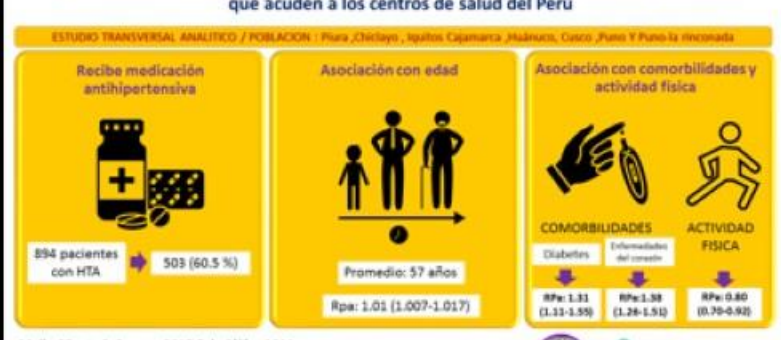 que acuden a los centros de salud del Perú
ESTUDIO TRANSVERSAL ANALITICO / POBLACION : Piura ,Chiclayo , Iquitos Cajamarca ,Huánuco, Cusco ,Puno Y Puno-la rinconada
Recibe medicación
antihipertensiva
894 pacientes
con HTA
503 (60.5 %)
Asociación con edad
Promedio: 57 años
Rpa: 1.01 (1.007-1.017)
Asociación con comorbilidades y
actividad física
COMORBILIDADES
Diabetes
Enfermedades
del corazón
RPa: 1.31
(1.11-1.55)
RPa:1.38
(1.26-1.51)
ACTIVIDAD
FISICA
RPa: 0.80
(0.70-0.92)